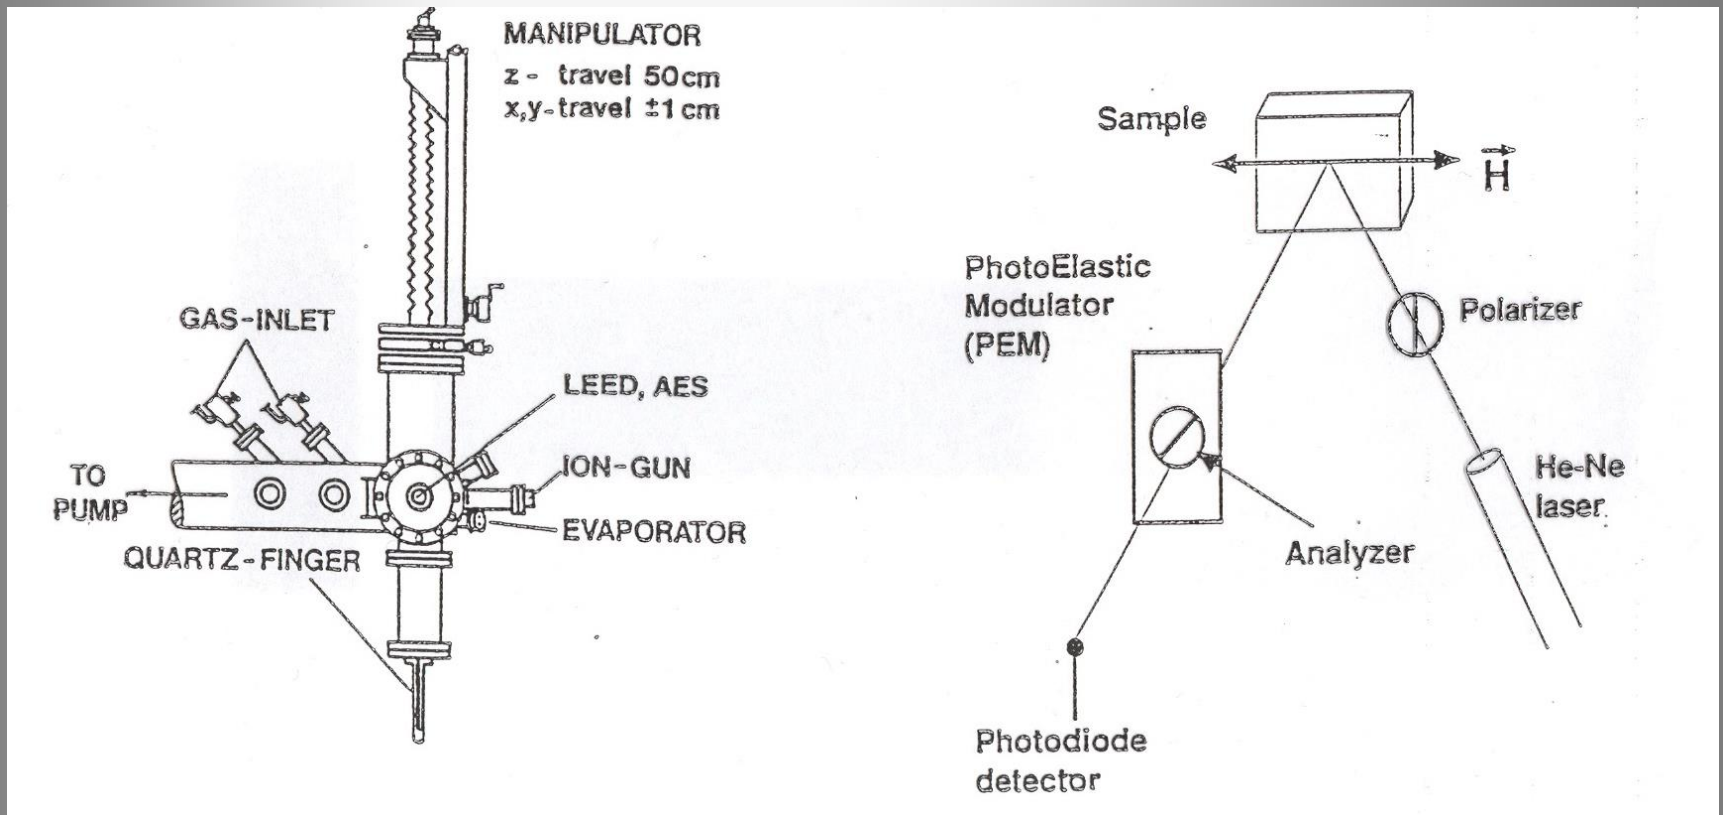 MANIPULATOR
z - travel 50cm
x,y-travel ±1cm
GAS-INLET
LEED, AES
ION-GUN
EVAPORATOR
TO
PUMP
QUARTZ-FINGER
Sample
H
PhotoElastic
Modulator
(PEM)
Polarizer
He-Ne
laser.
Analyzer
Photodiode
detector